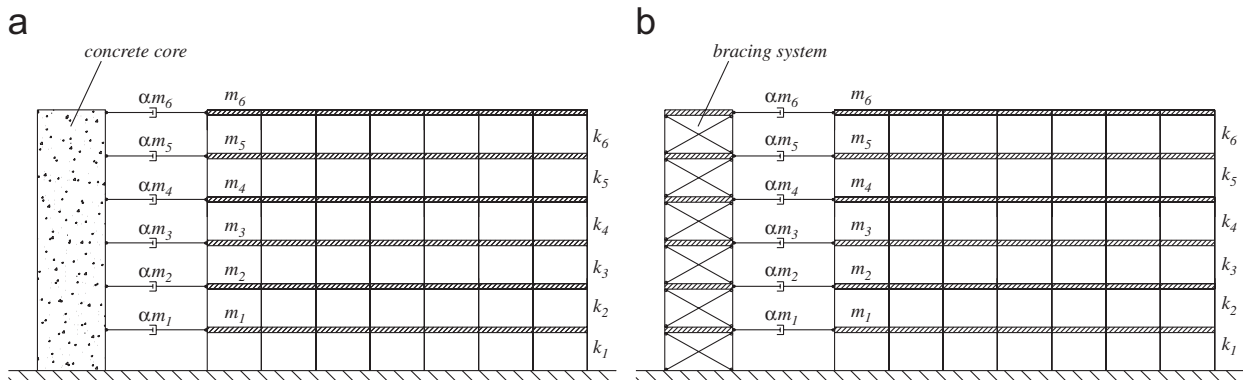 a
concrete core
αm6
m6
αm5
m5
k6
αm4
m4
k5
αm3
m3
k4
αm2
m2
k3
αm1
m1
k2
k1
b
bracing system
αm6
m6
αm5
m5
k6
αm4
m4
k5
αm3
m3
k4
αm2
m2
k3
αm1
m1
k2
k1